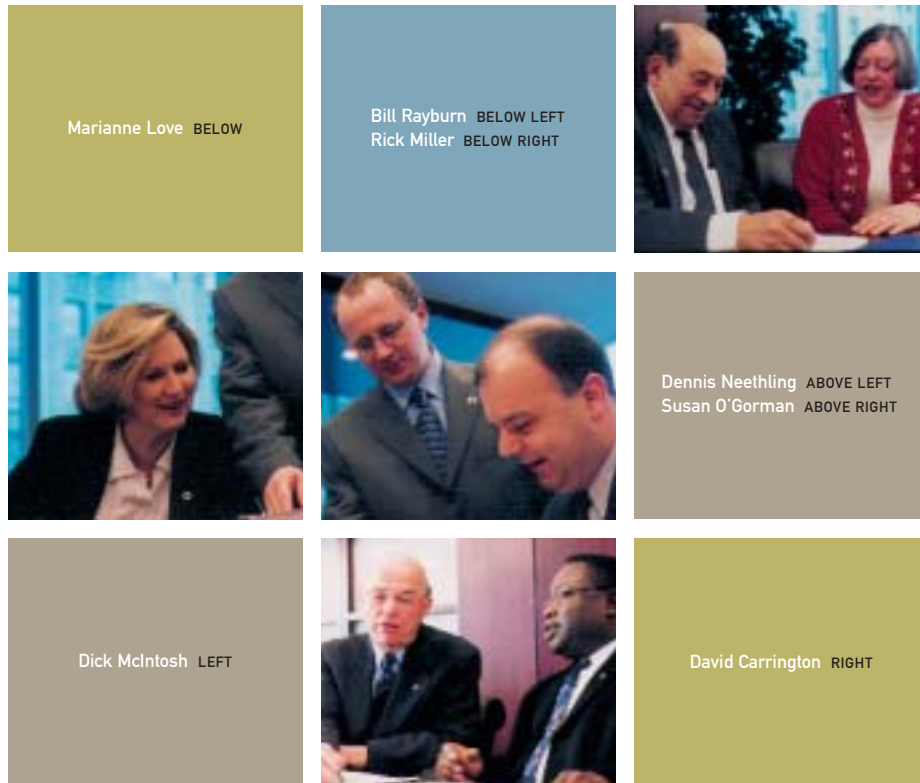 Marianne Love BELOW
Bill Rayburn BELOW LEFT
Rick Miller BELOW RIGHT
Dennis Neethling ABOVE LEFT
Susan O'Gorman ABOVE RIGHT
Dick McIntosh LEFT
David Carrington RIGHT